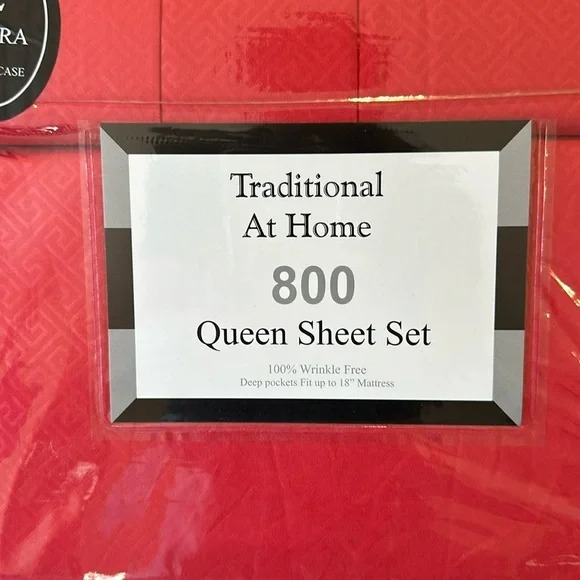 RA
CASE
Traditional
At Home
800
Queen Sheet Set
100% Wrinkle Free
Deep pockets Fit up to 18" Mattress